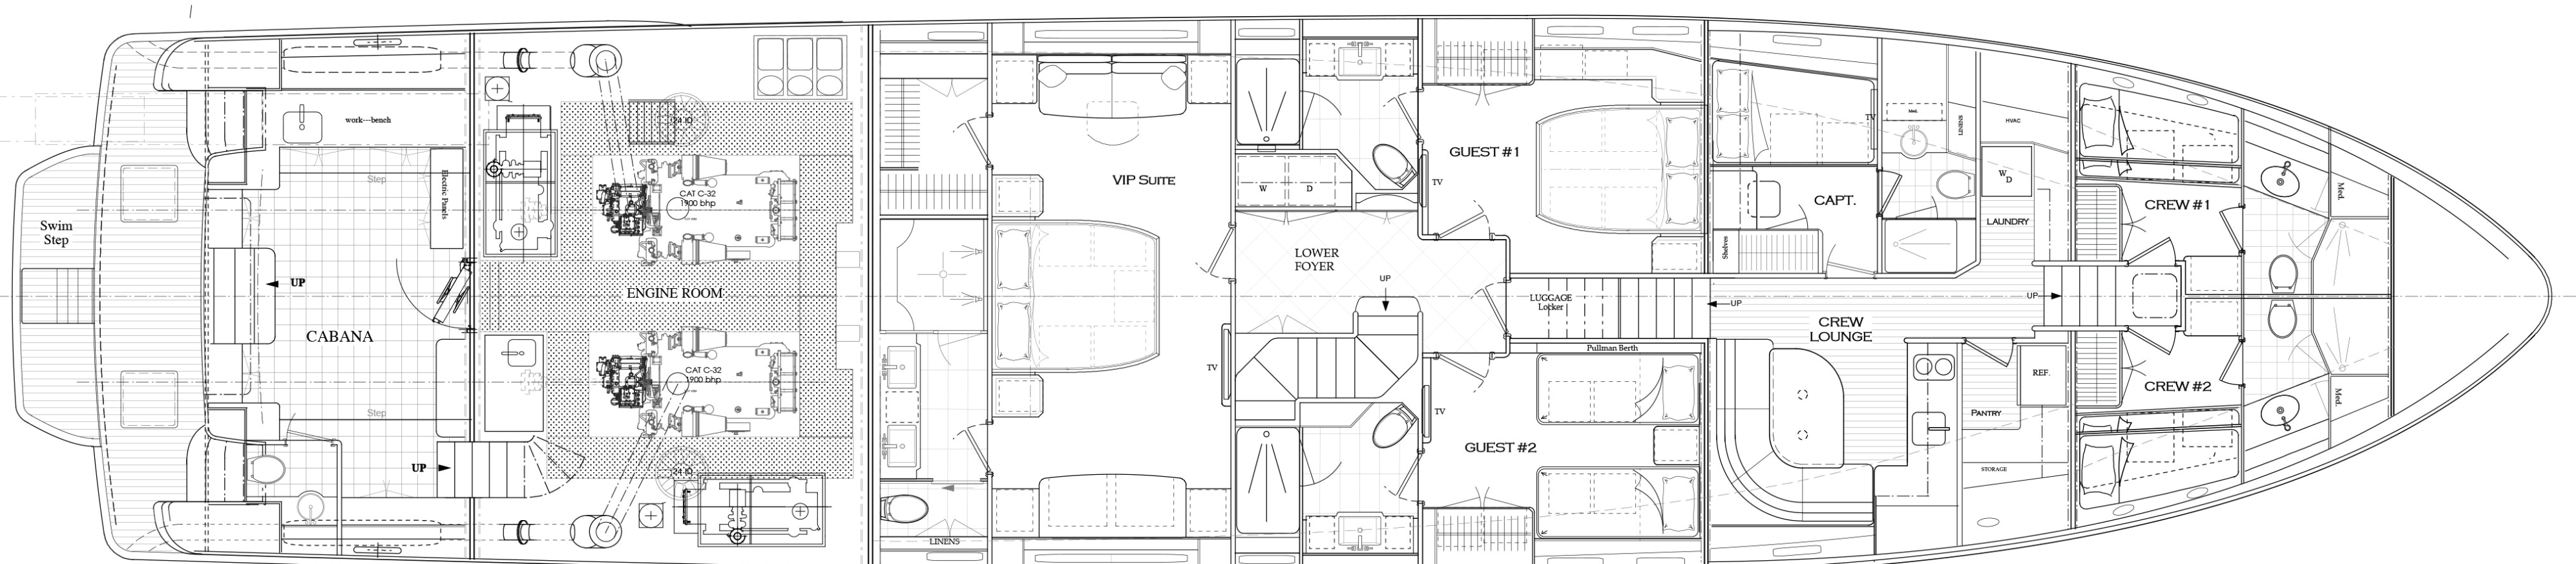 Swim
Step
UP
CABANA
work---bench
Step
Electric Panels
Step
UP
ENGINE ROOM
24 IO
CAT C-32
1900 bhp
CAT C-32
1900 bhp
24 IO
LINENS
VIP SUITE
TV
W D
LOWER
FOYER
UP
TV
GUEST #1
TV
GUEST #2
LUGGAGE
Locker
Pullman Berth
UP
TV
CAPT.
Shelves
Med.
LINENS
HVAC
W D
LAUNDRY
CREW
LOUNGE
UP
REF.
PANTRY
STORAGE
CREW #1
CREW #2
Med.
Med.